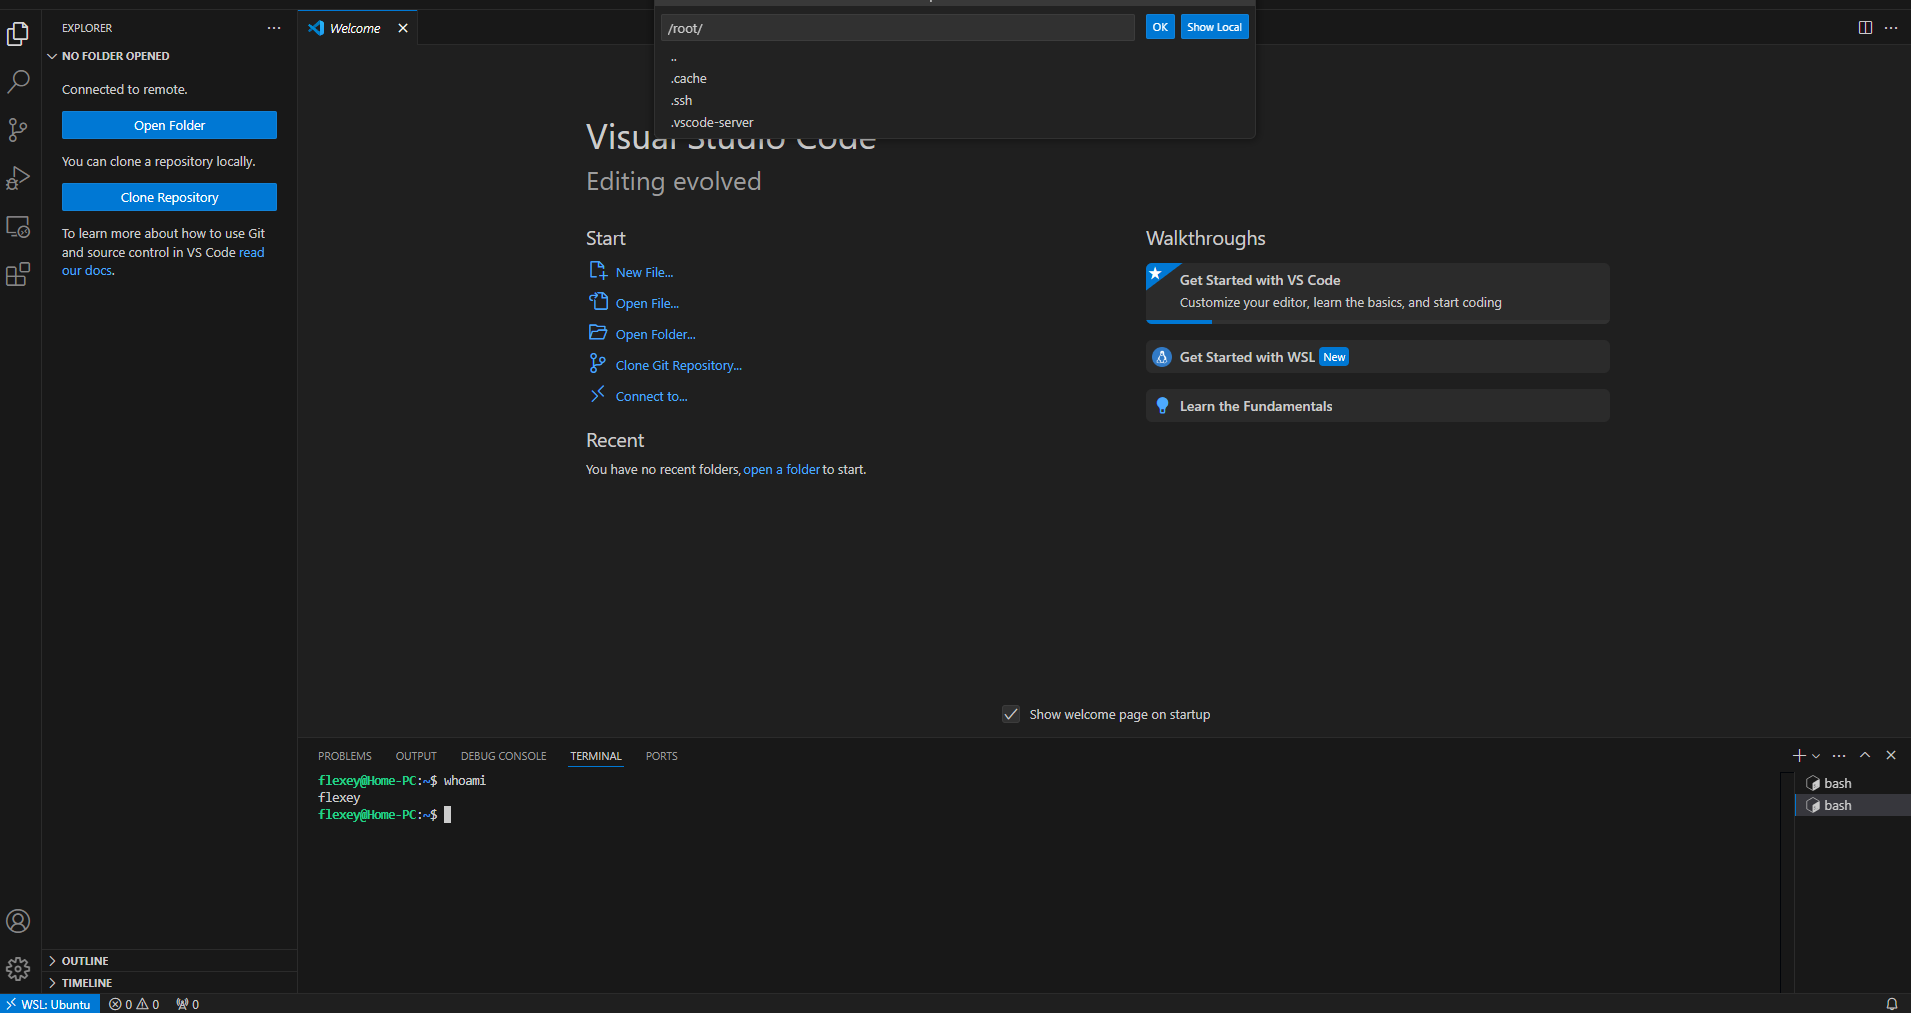 EXPLORER
NO FOLDER OPENED
Connected to remote.
Open Folder
You can clone a repository locally.
Clone Repository
To learn more about how to use Git
and source control in VS Code read
our docs.
OUTLINE
TIMELINE
Welcome
/root/
OK
Show Local
..
.cache
.ssh
.vscode-server
Visual Studio Code
Editing evolved
Start
New File...
Open File...
Open Folder...
Clone Git Repository...
Connect to...
Recent
You have no recent folders, open a folder to start.
Walkthroughs
Get Started with VS Code
Customize your editor, learn the basics, and start coding
Get Started with WSL New
Learn the Fundamentals
Show welcome page on startup
PROBLEMS OUTPUT DEBUG CONSOLE TERMINAL PORTS
flexey@Home-PC:~$ whoami
flexey
flexey@Home-PC:~$
bash
bash
WSL: Ubuntu 0 0 0